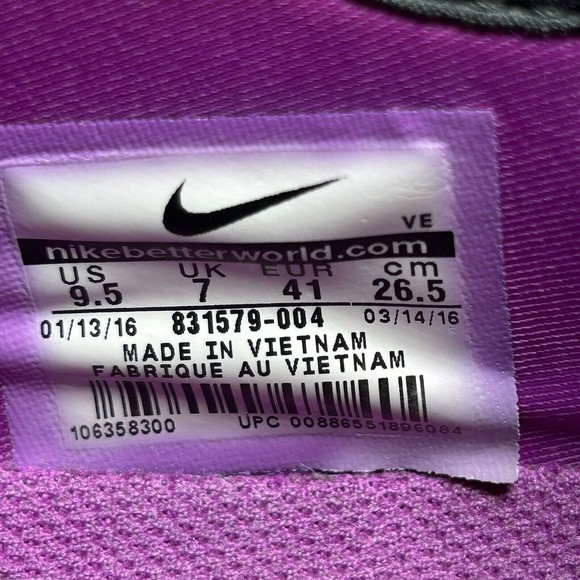 VE
nikebetterworld.com
US UK EUR cm
9.5 7 41 26.5
01/13/16 831579-004 03/14/16
MADE IN VIETNAM
FABRIQUE AU VIETNAM
106358300 UPC 00886551896084